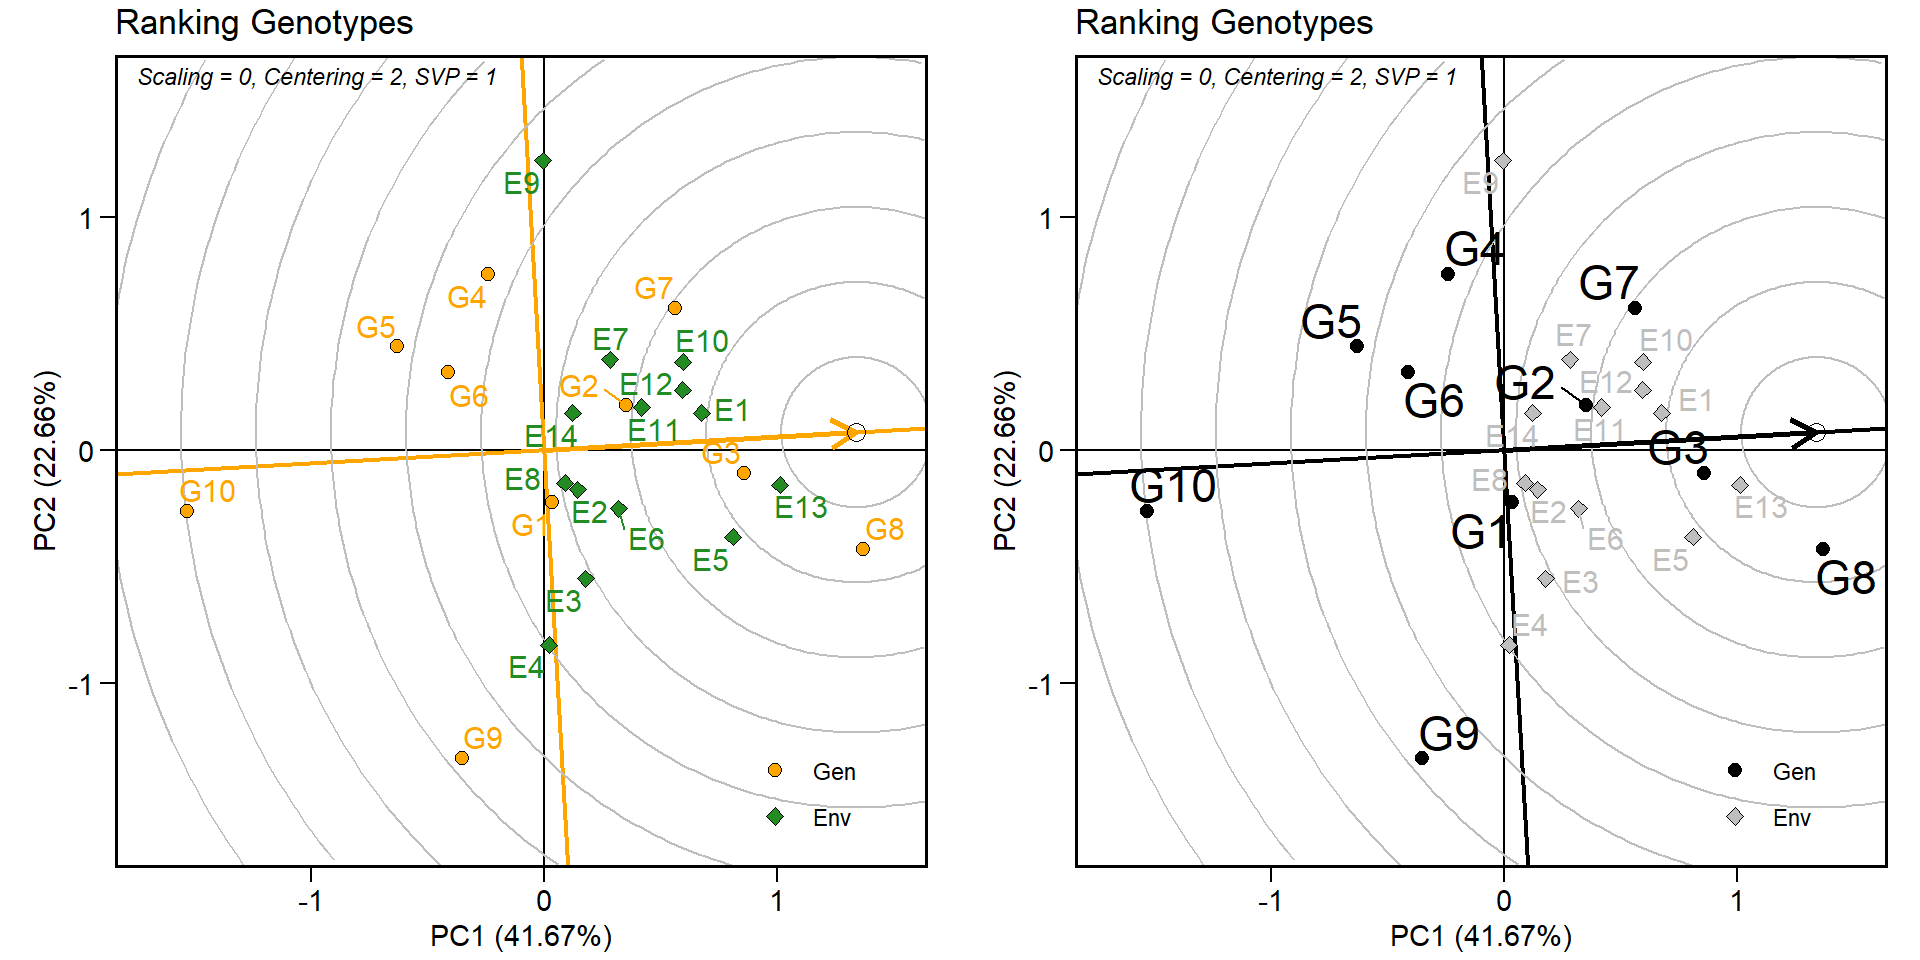 Ranking Genotypes
Scaling = 0, Centering = 2, SVP = 1
E9
1
G4
G7
G5
E7
E10
G2
E12
G6
E1
E11
E14
0
G3
E8
G10
E13
E2
G1
G8
E6
E5
E3
E4
-1
G9
Gen
Env
-1
0
1
PC1 (41.67%)
PC2 (22.66%)
Ranking Genotypes
Scaling = 0, Centering = 2, SVP = 1
E9
1
G4
G7
G5
E7
E10
G2
E12
G6
E1
E11
E14
0
G3
E8
G10
E13
E2
G1
E6
E5
G8
E3
E4
-1
G9
Gen
Env
-1
0
1
PC1 (41.67%)
PC2 (22.66%)